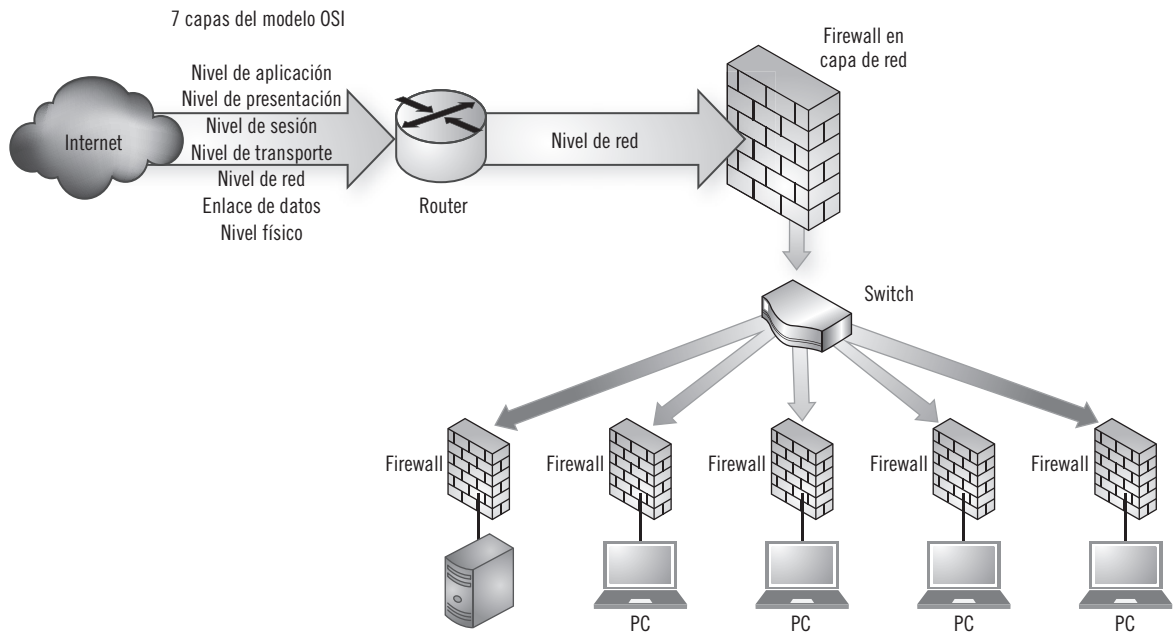 7 capas del modelo OSI
Nivel de aplicación
Nivel de presentación
Nivel de sesión
Nivel de transporte
Nivel de red
Enlace de datos
Nivel físico
Internet
Router
Nivel de red
Firewall en
capa de red
Switch
Firewall
Firewall
Firewall
Firewall
Firewall
PC
PC
PC
PC